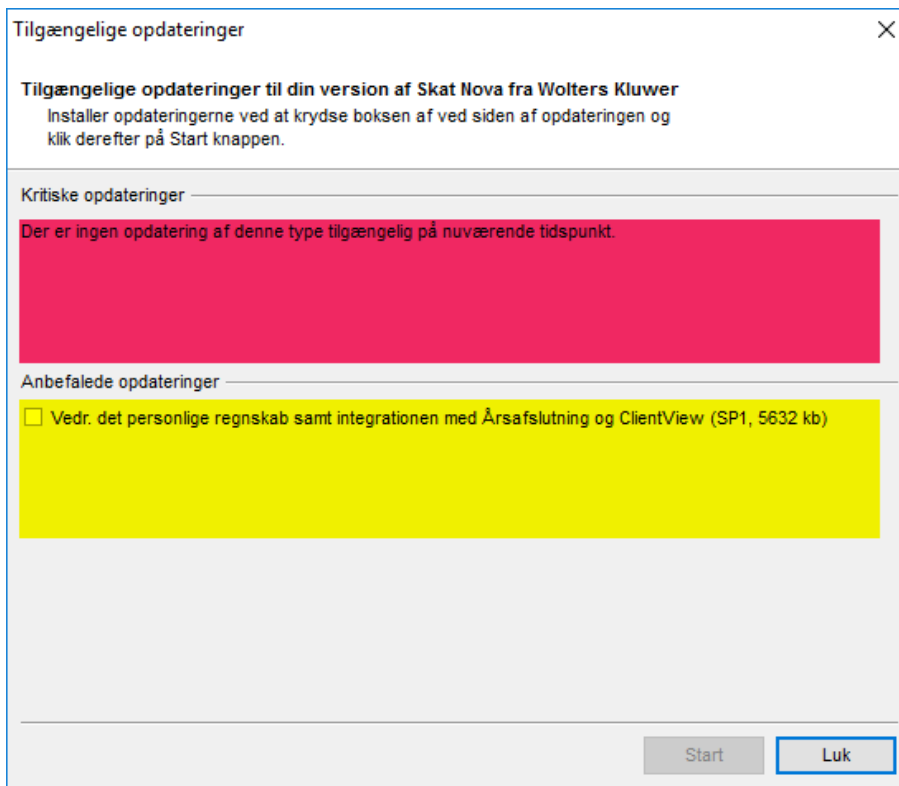 Tilgængelige opdateringer
Tilgængelige opdateringer til din version af Skat Nova fra Wolters Kluwer
Installer opdateringerne ved at krydse boksen af ved siden af opdateringen og
klik derefter på Start knappen.
Kritiske opdateringer
Der er ingen opdatering af denne type tilgængelig på nuværende tidspunkt.
Anbefalede opdateringer
Vedr. det personlige regnskab samt integrationen med Årsafslutning og ClientView (SP1, 5632 kb)
Start
Luk